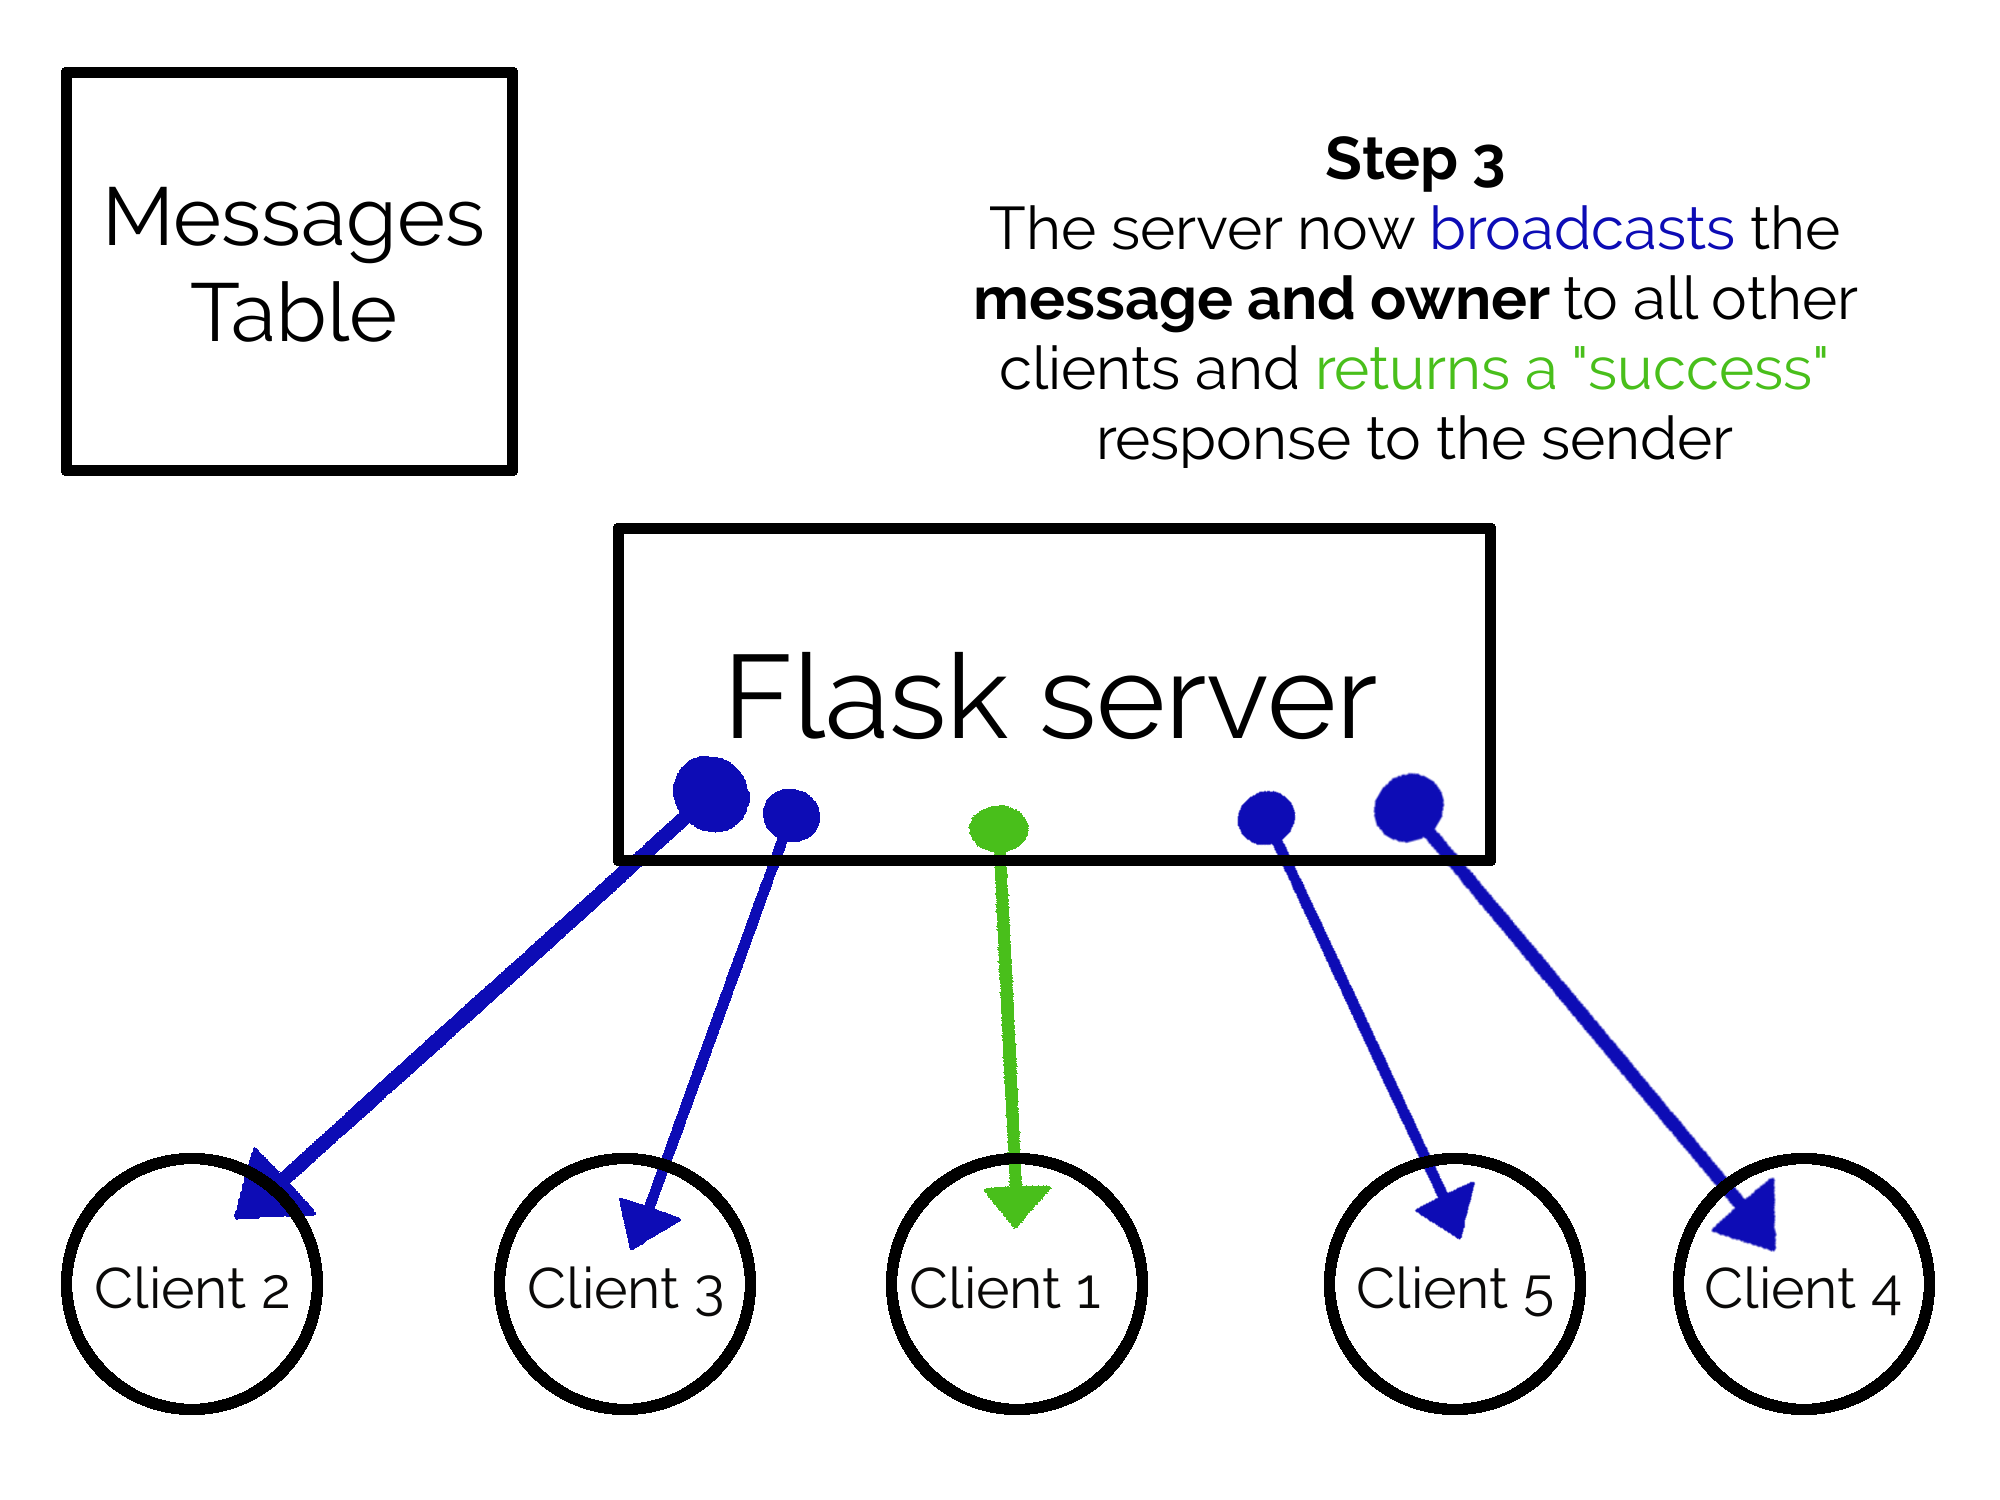 Messages
Table
Step 3
The server now broadcasts the
message and owner to all other
clients and returns a "success"
response to the sender
Flask server
Client 2
Client 3
Client 1
Client 5
Client 4